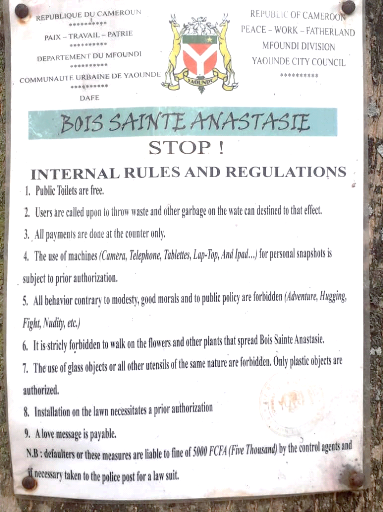 REPUBLIQUE DU CAMEROUN
**********
PAIX – TRAVAIL – PATRIE
**********
DEPARTEMENT DU MFOUNDI
**********
COMMUNAUTE URBAINE DE YAOUNDE
**********
DAFE
REPUBLIC OF CAMEROON
PEACE – WORK – FATHERLAND
MFOUNDI DIVISION
YAOUNDE CITY COUNCIL
**********
YAOUNDE
BOIS SAINTE ANASTASIE
STOP !
INTERNAL RULES AND REGULATIONS
1. Public Toilets are free.
2. Users are called upon to throw waste and other garbage on the wate can destined to that effect.
3. All payments are done at the counter only.
4. The use of machines (Camera, Telephone, Tablettes, Lap-Top, And Ipad...) for personal snapshots is
subject to prior authorization.
5. All behavior contrary to modesty, good morals and to public policy are forbidden (Adventure, Hugging,
Fight, Nudity, etc.)
6. It is stricly forbidden to walk on the flowers and other plants that spread Bois Sainte Anastasie.
7. The use of glass objects or all other utensils of the same nature are forbidden. Only plastic objects are
authorized.
8. Installation on the lawn necessitates a prior authorization
9. A love message is payable.
N.B : defaulters or these measures are liable to fine of 5000 FCFA (Five Thousand) by the control agents and
if necessary taken to the police post for a law suit.